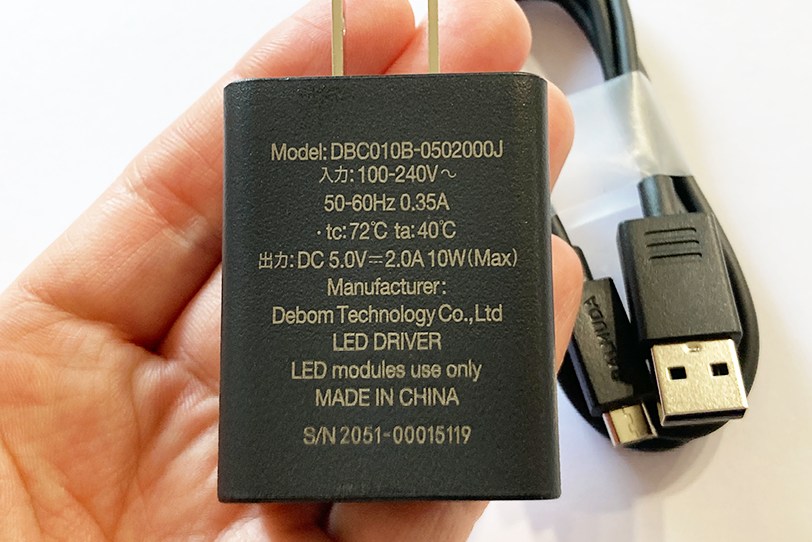 Model: DBC010B-0502000J
入力: 100-240V～
50-60Hz 0.35A
· tc: 72℃ ta: 40℃
出力: DC 5.0V⎓2.0A 10W(Max)
Manufacturer:
Debom Technology Co., Ltd
LED DRIVER
LED modules use only
MADE IN CHINA
S/N 2051-00015119
BALMUDA